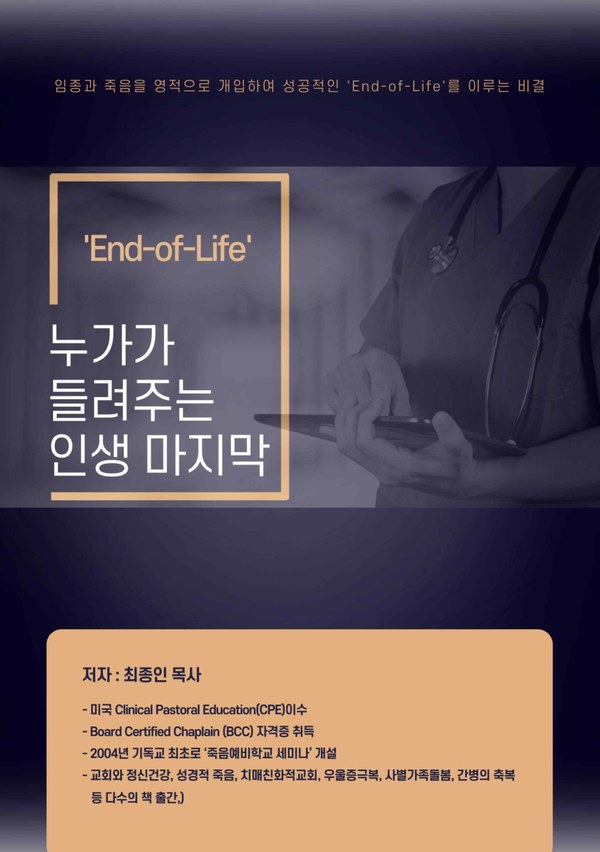 임종과 죽음을 영적으로 개입하여 성공적인 'End-of-Life'를 이루는 비결
'End-of-Life'
누가가
들려주는
인생 마지막
저자 : 최종인 목사
- 미국 Clinical Pastoral Education(CPE)이수
- Board Certified Chaplain (BCC) 자격증 취득
- 2004년 기독교 최초로 ‘죽음예비학교 세미나’ 개설
- 교회와 정신건강, 성경적 죽음, 치매친화적교회, 우울증극복, 사별가족돌봄, 간병의 축복
등 다수의 책 출간,)